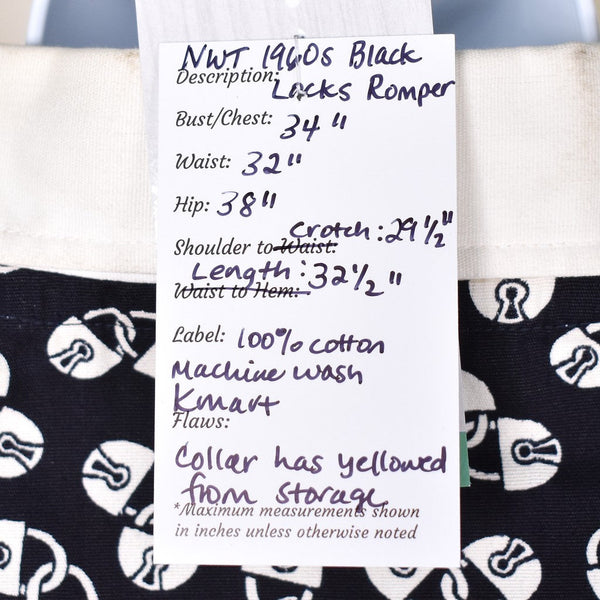 NWT 1960s Black
Description: Locks Romper
Bust/Chest: 34"
Waist: 32"
Hip: 38"
Crotch: 29 1/2"
Shoulder to Waist:
Length: 32 1/2"
Waist to Hem:
Label: 100% cotton
Machine wash
Kmart
Flaws:
Collar has yellowed
from storage
*Maximum measurements shown
in inches unless otherwise noted